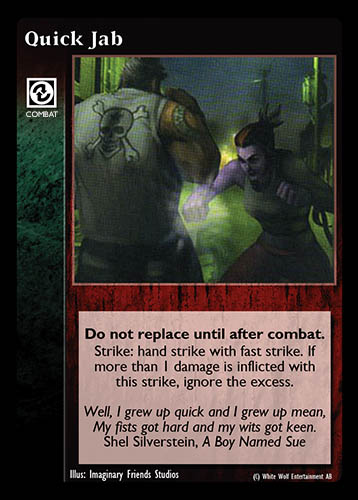 Quick Jab
COMBAT
Do not replace until after combat.
Strike: hand strike with fast strike. If
more than 1 damage is inflicted with
this strike, ignore the excess.
Well, I grew up quick and I grew up mean,
My fists got hard and my wits got keen.
Shel Silverstein, A Boy Named Sue
Illus: Imaginary Friends Studios
(C) White Wolf Entertainment AB